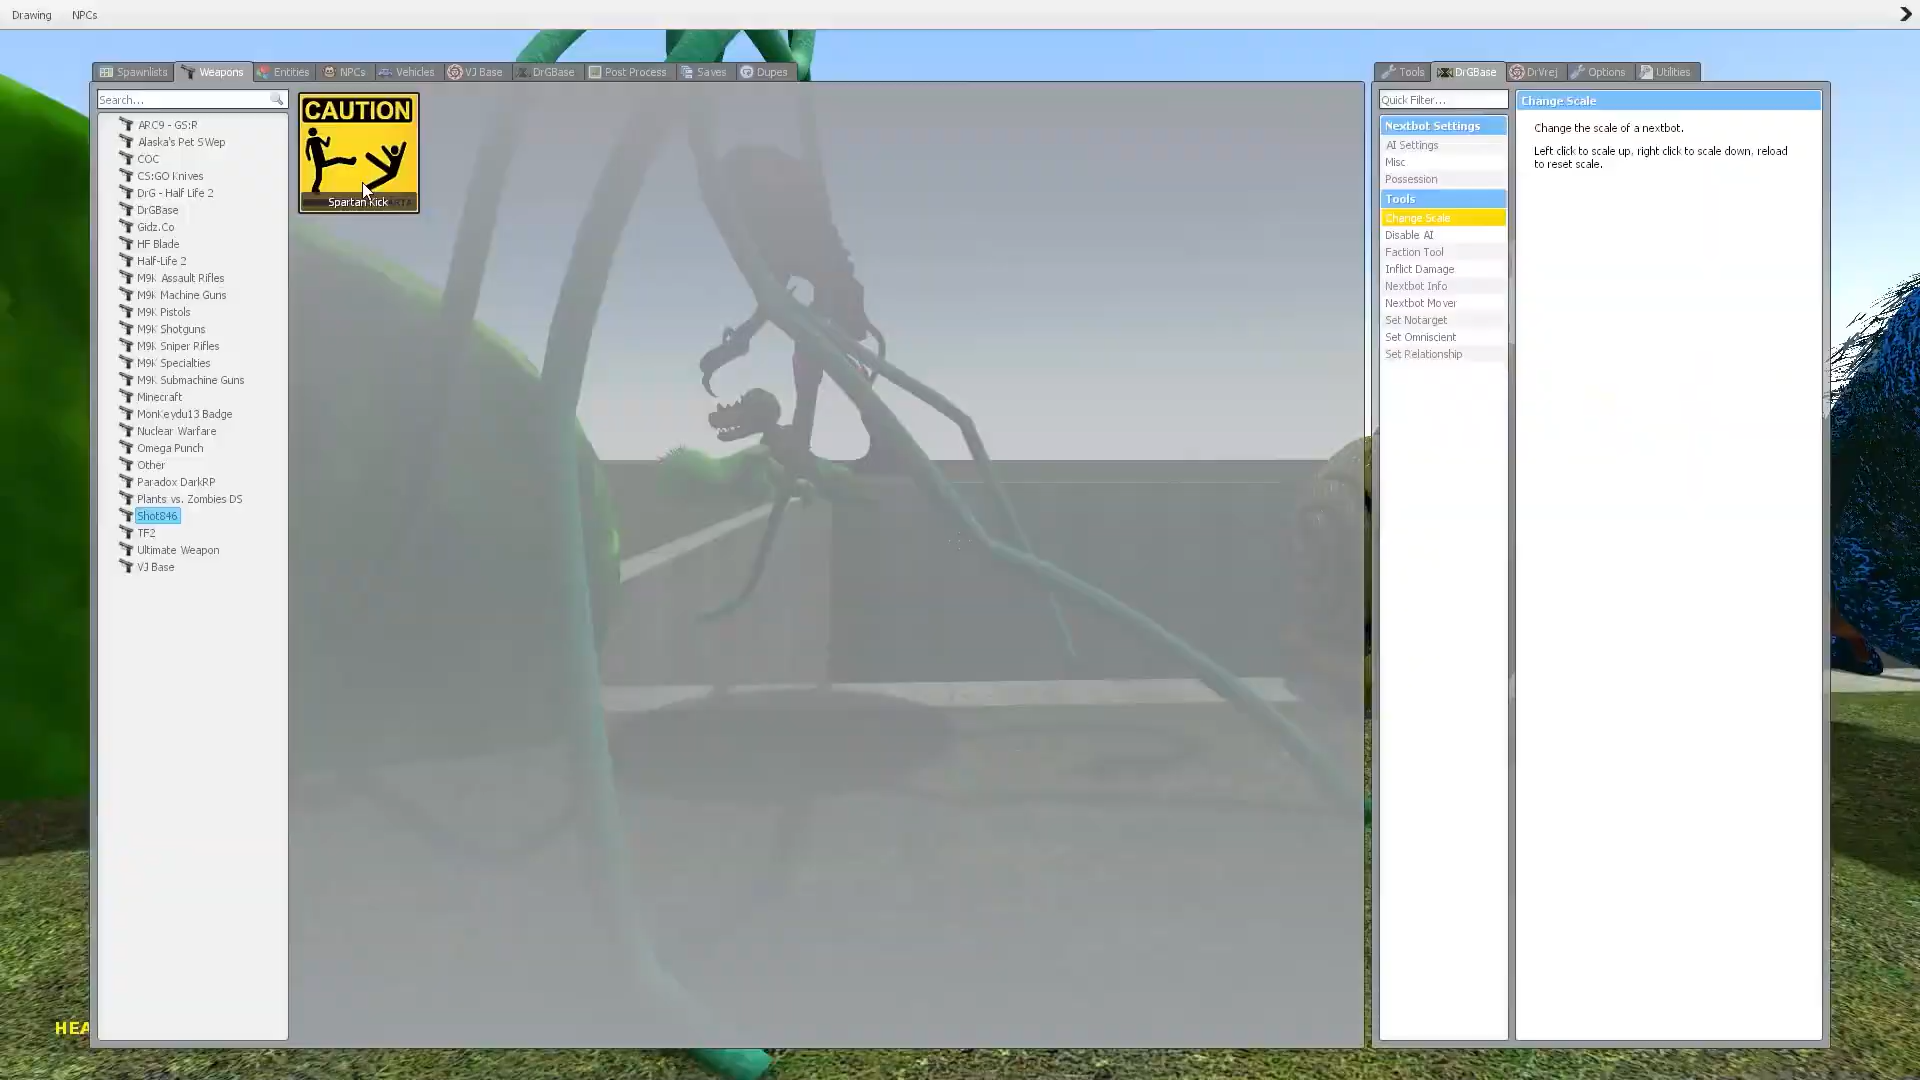 Drawing NPCs
Spawnlists Weapons Entities NPCs Vehicles VJ Base DrGBase Post Process Saves Dupes
Tools DrGBase DrVrej Options Utilities
Search...
ARC9 - GS:R
Alaska's Pet SWep
COC
CS:GO Knives
DrG - Half Life 2
DrGBase
Gidz.Co
HF Blade
Half-Life 2
M9K Assault Rifles
M9K Machine Guns
M9K Pistols
M9K Shotguns
M9K Sniper Rifles
M9K Specialties
M9K Submachine Guns
Minecraft
Monkeydu13 Badge
Nuclear Warfare
Omega Punch
Other
Paradox DarkRP
Plants vs. Zombies DS
Shot846
TF2
Ultimate Weapon
VJ Base
CAUTION
Spartan Kick
Quick Filter...
Nextbot Settings
AI Settings
Misc
Possession
Tools
Change Scale
Disable AI
Faction Tool
Inflict Damage
Nextbot Info
Nextbot Mover
Set Notarget
Set Omniscient
Set Relationship
Change Scale
Change the scale of a nextbot.
Left click to scale up, right click to scale down, reload
to reset scale.
HEA